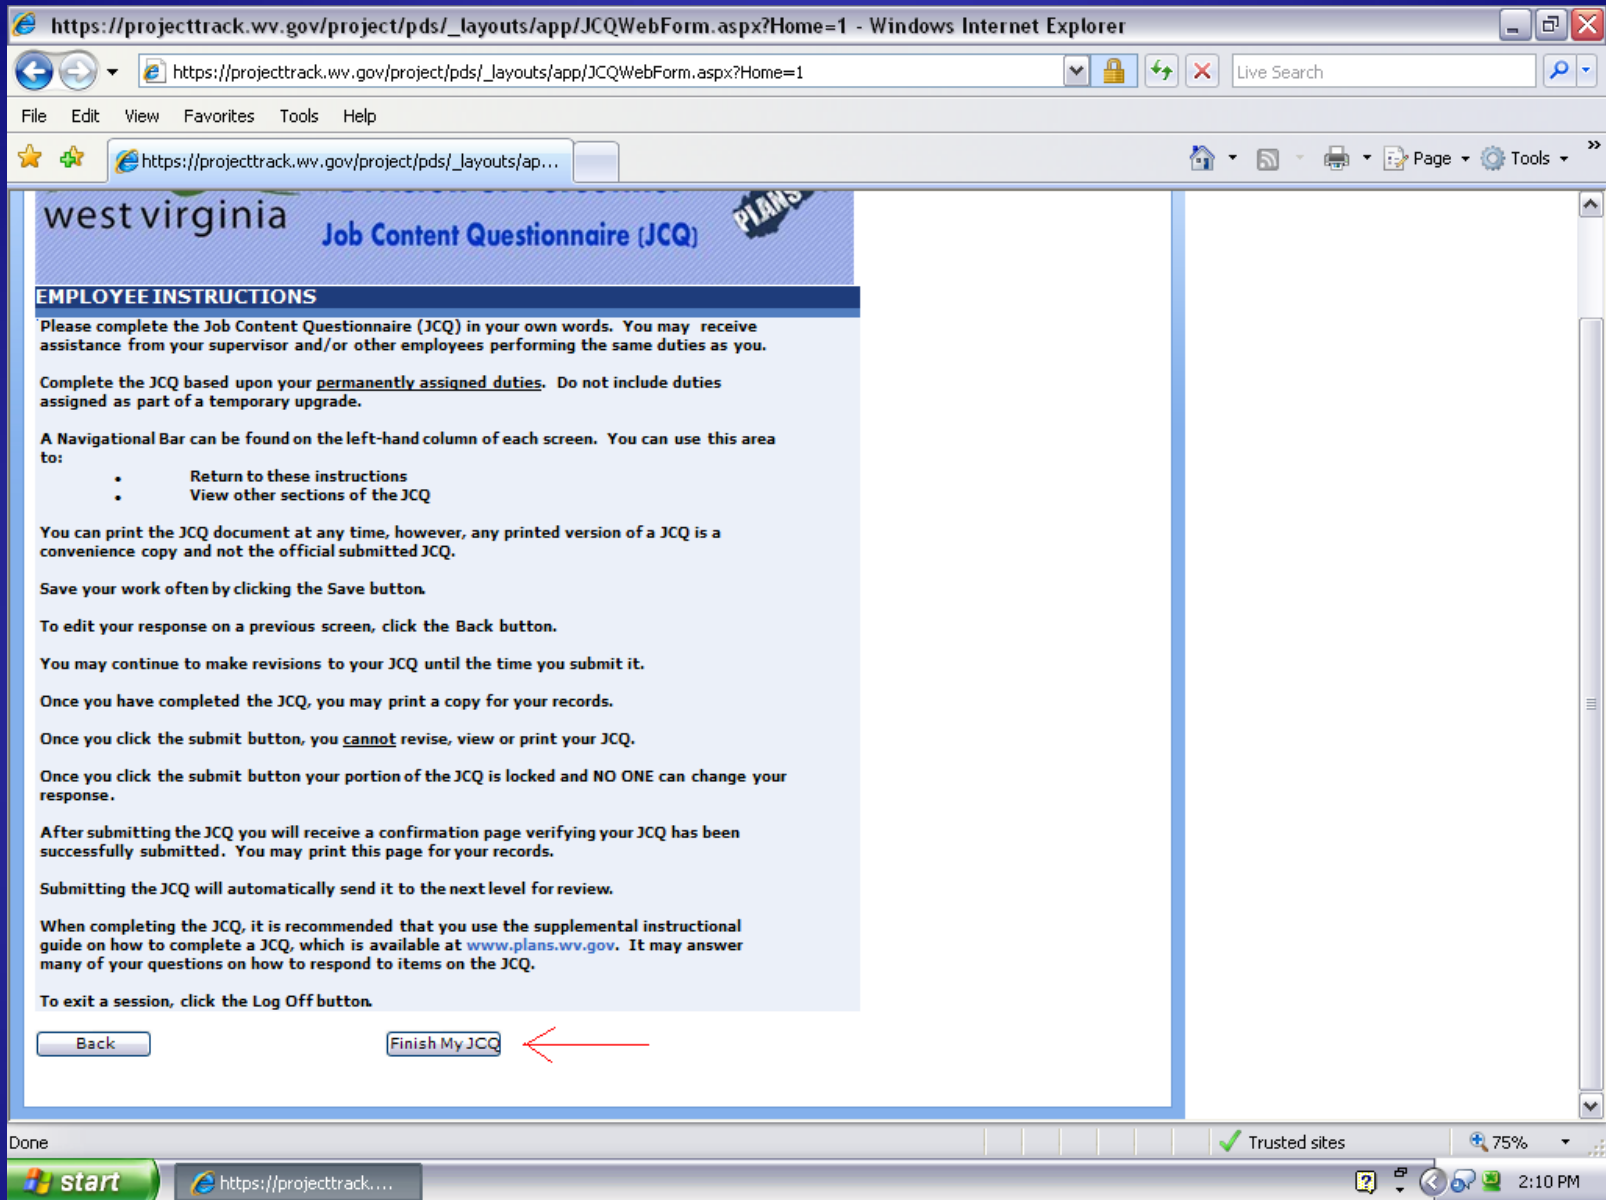 https://projecttrack.wv.gov/project/pds/_layouts/app/JCQWebForm.aspx?Home=1 - Windows Internet Explorer
https://projecttrack.wv.gov/project/pds/_layouts/app/JCQWebForm.aspx?Home=1
Live Search
File Edit View Favorites Tools Help
https://projecttrack.wv.gov/project/pds/_layouts/ap...
Page Tools
west virginia
PLANS
Job Content Questionnaire (JCQ)
EMPLOYEE INSTRUCTIONS
Please complete the Job Content Questionnaire (JCQ) in your own words. You may receive
assistance from your supervisor and/or other employees performing the same duties as you.
Complete the JCQ based upon your permanently assigned duties. Do not include duties
assigned as part of a temporary upgrade.
A Navigational Bar can be found on the left-hand column of each screen. You can use this area
to:
• Return to these instructions
• View other sections of the JCQ
You can print the JCQ document at any time, however, any printed version of a JCQ is a
convenience copy and not the official submitted JCQ.
Save your work often by clicking the Save button.
To edit your response on a previous screen, click the Back button.
You may continue to make revisions to your JCQ until the time you submit it.
Once you have completed the JCQ, you may print a copy for your records.
Once you click the submit button, you cannot revise, view or print your JCQ.
Once you click the submit button your portion of the JCQ is locked and NO ONE can change your
response.
After submitting the JCQ you will receive a confirmation page verifying your JCQ has been
successfully submitted. You may print this page for your records.
Submitting the JCQ will automatically send it to the next level for review.
When completing the JCQ, it is recommended that you use the supplemental instructional
guide on how to complete a JCQ, which is available at www.plans.wv.gov. It may answer
many of your questions on how to respond to items on the JCQ.
To exit a session, click the Log Off button.
Back Finish My JCQ
Done Trusted sites 75%
start https://projecttrack.... 2:10 PM